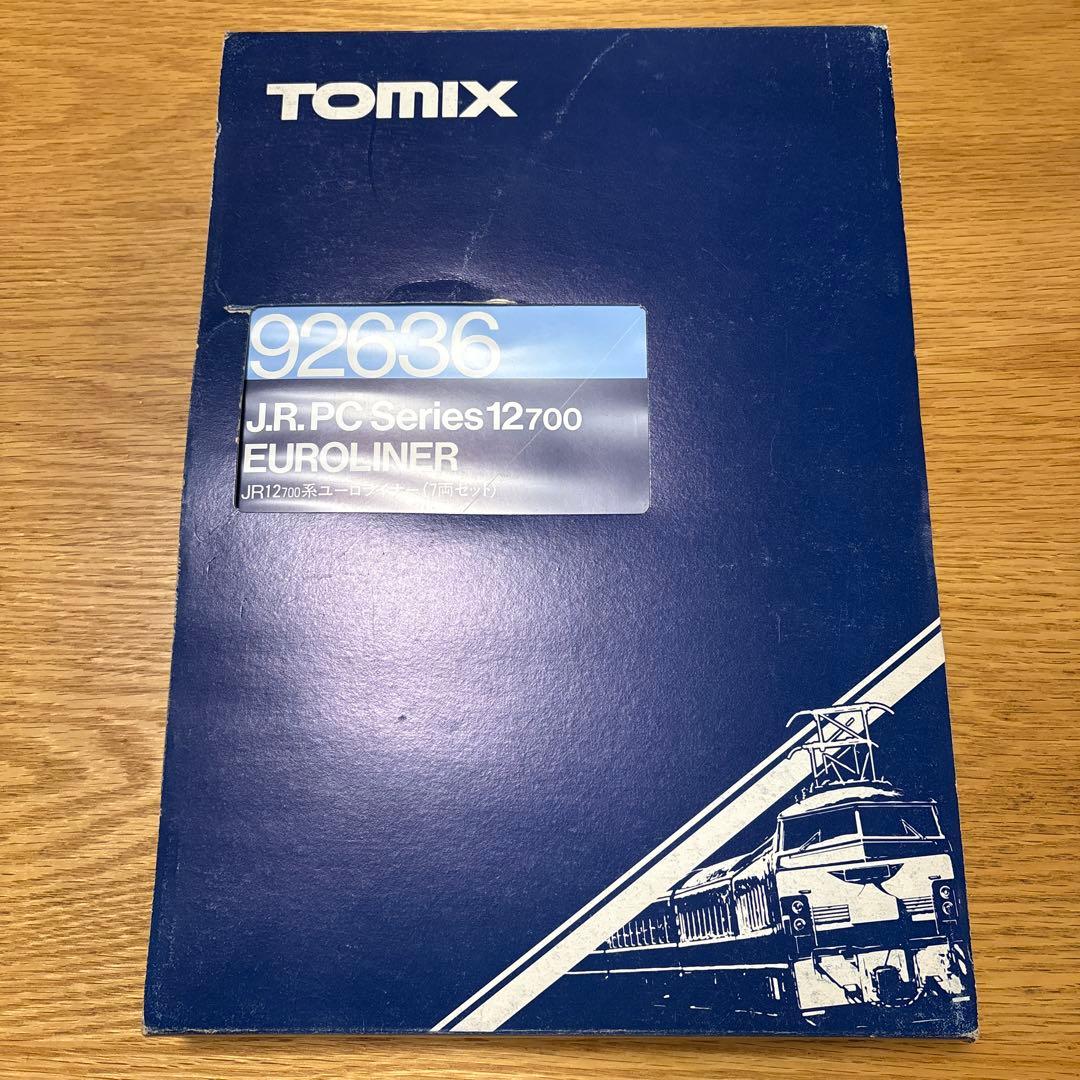 TOMIX
92636
J.R. PC Series 12700
EUROLINER
JR12700系ユーロライナー(7両セット)